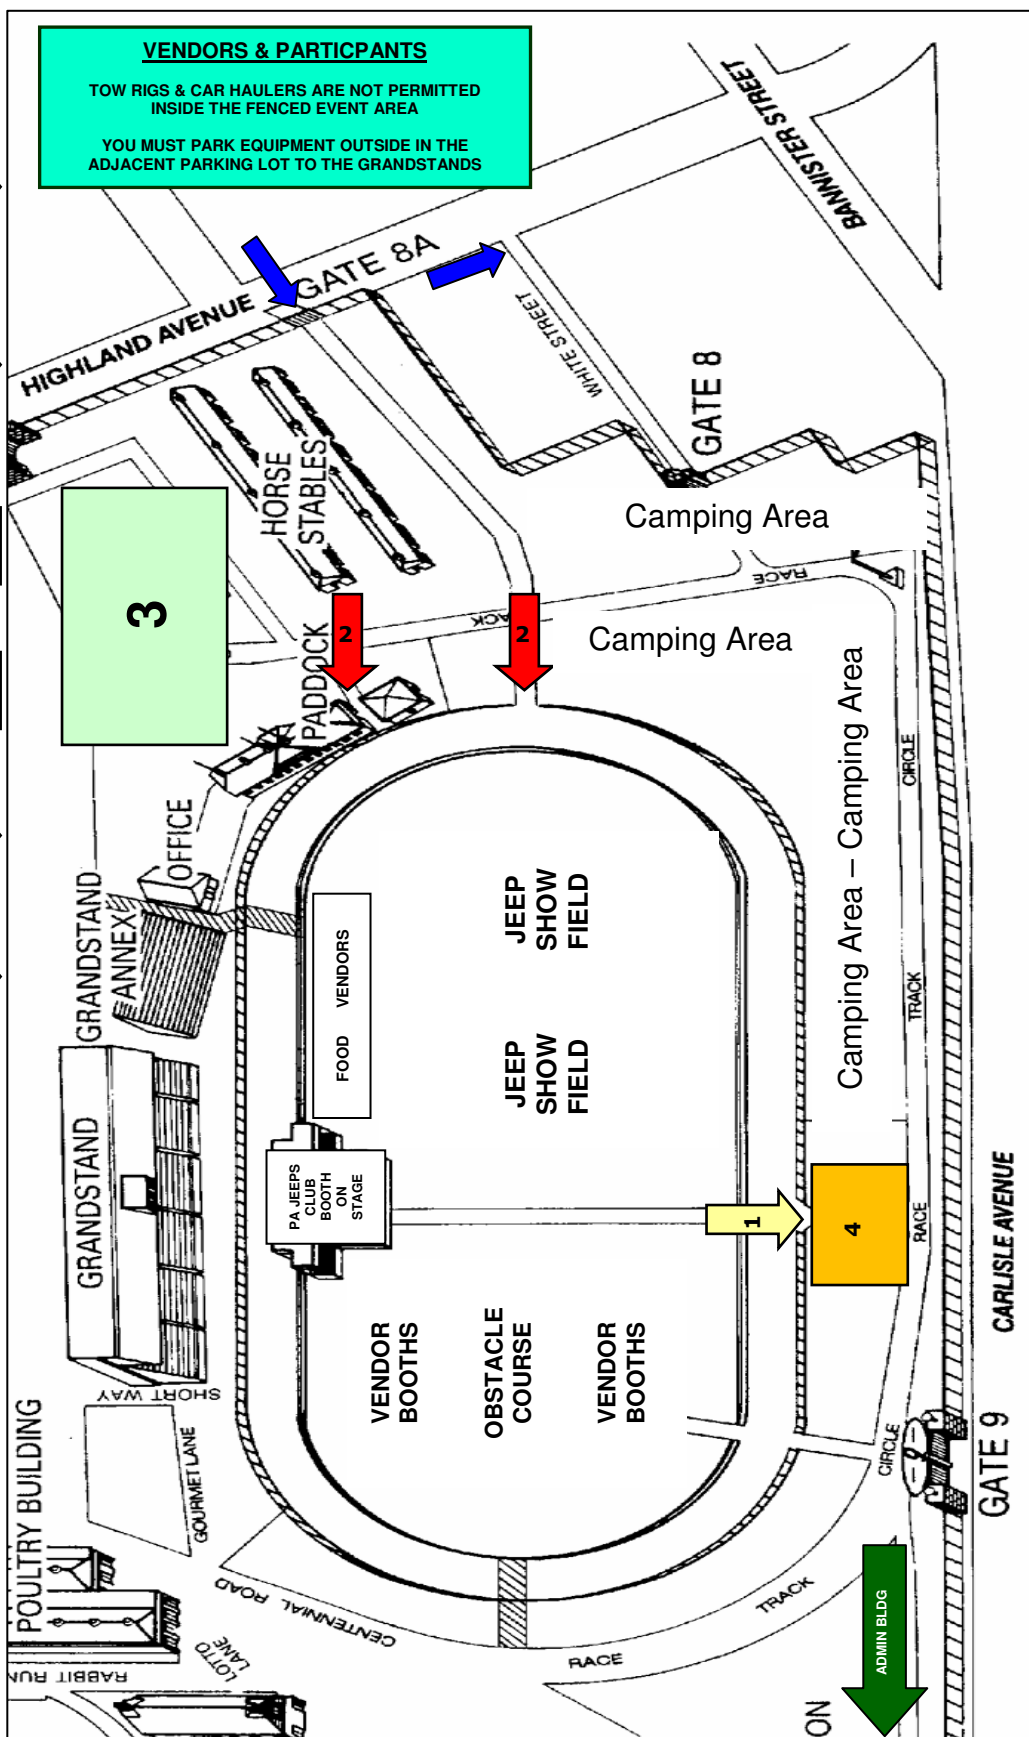 VENDORS & PARTICPANTS
TOW RIGS & CAR HAULERS ARE NOT PERMITTED
INSIDE THE FENCED EVENT AREA
YOU MUST PARK EQUIPMENT OUTSIDE IN THE
ADJACENT PARKING LOT TO THE GRANDSTANDS
BANNISTER STREET
GATE 8A
HIGHLAND AVENUE
WHITE STREET
GATE 8
HORSE
STABLES
Camping Area
3
RACE
2
2
Camping Area
PADDOCK
Camping Area – Camping Area
CIRCLE
OFFICE
GRANDSTAND
ANNEX
FOOD VENDORS
JEEP
SHOW
FIELD
TRACK
JEEP
SHOW
FIELD
GRANDSTAND
PA JEEPS
CLUB
BOOTH
ON
STAGE
1
4
RACE
CARLISLE AVENUE
SHORT WAY
VENDOR
BOOTHS
OBSTACLE
COURSE
VENDOR
BOOTHS
POULTRY BUILDING
GOURMET LANE
CIRCLE
9
GATE 9
CENTENNIAL ROAD
TRACK
RACE
LOTTO
LANE
RABBIT RUN
ADMIN BLDG
ON